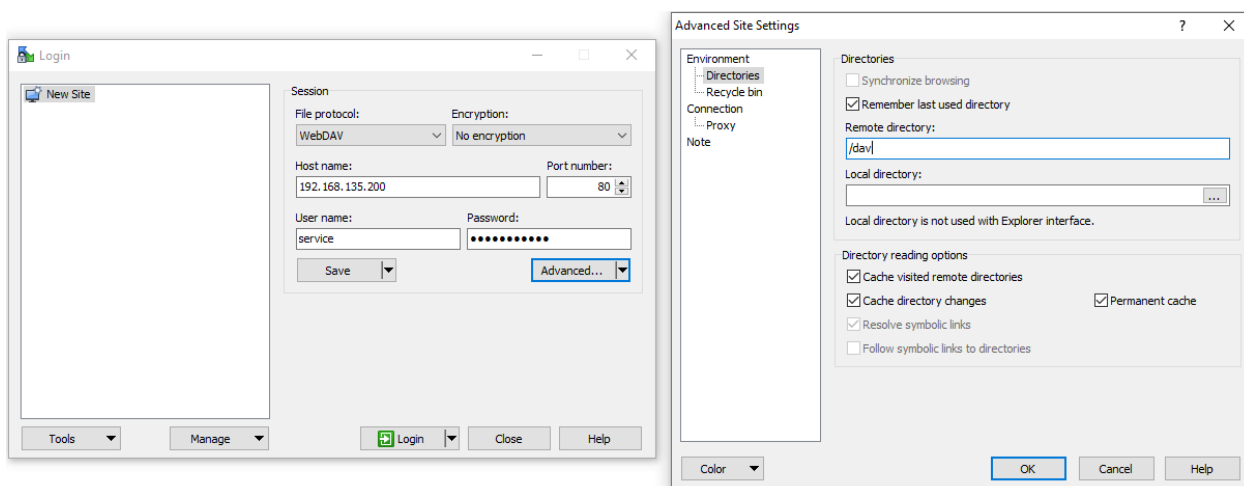 Login
New Site
Session
File protocol:
Encryption:
WebDAV
No encryption
Host name:
Port number:
192.168.135.200
80
User name:
Password:
service
•••••••••••
Save
Advanced...
Tools
Manage
Login
Close
Help
Advanced Site Settings
?
Environment
Directories
Recycle bin
Connection
Proxy
Note
Directories
Synchronize browsing
Remember last used directory
Remote directory:
/dav
Local directory:
...
Local directory is not used with Explorer interface.
Directory reading options
Cache visited remote directories
Cache directory changes
Permanent cache
Resolve symbolic links
Follow symbolic links to directories
Color
OK
Cancel
Help